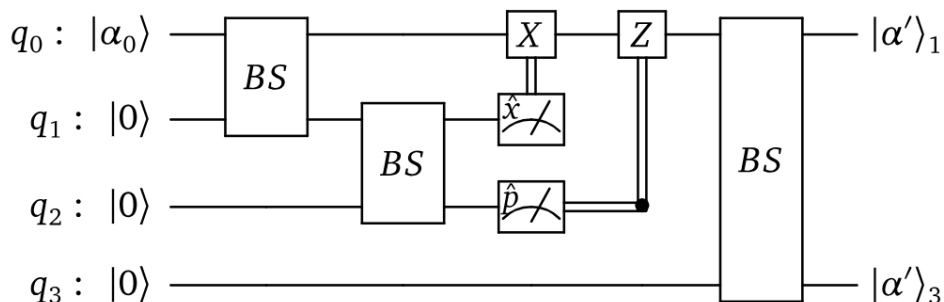 q₀ : |α₀⟩ BS X Z BS |α′⟩₁
q₁ : |0⟩ BS x̂
q₂ : |0⟩ p̂
q₃ : |0⟩ |α′⟩₃